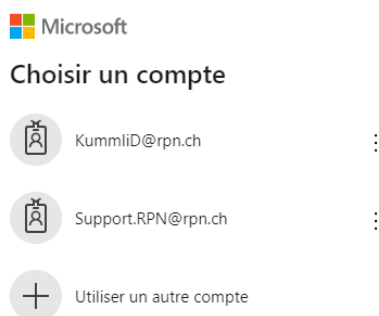 Microsoft
Choisir un compte
KummliD@rpn.ch
Support.RPN@rpn.ch
Utiliser un autre compte